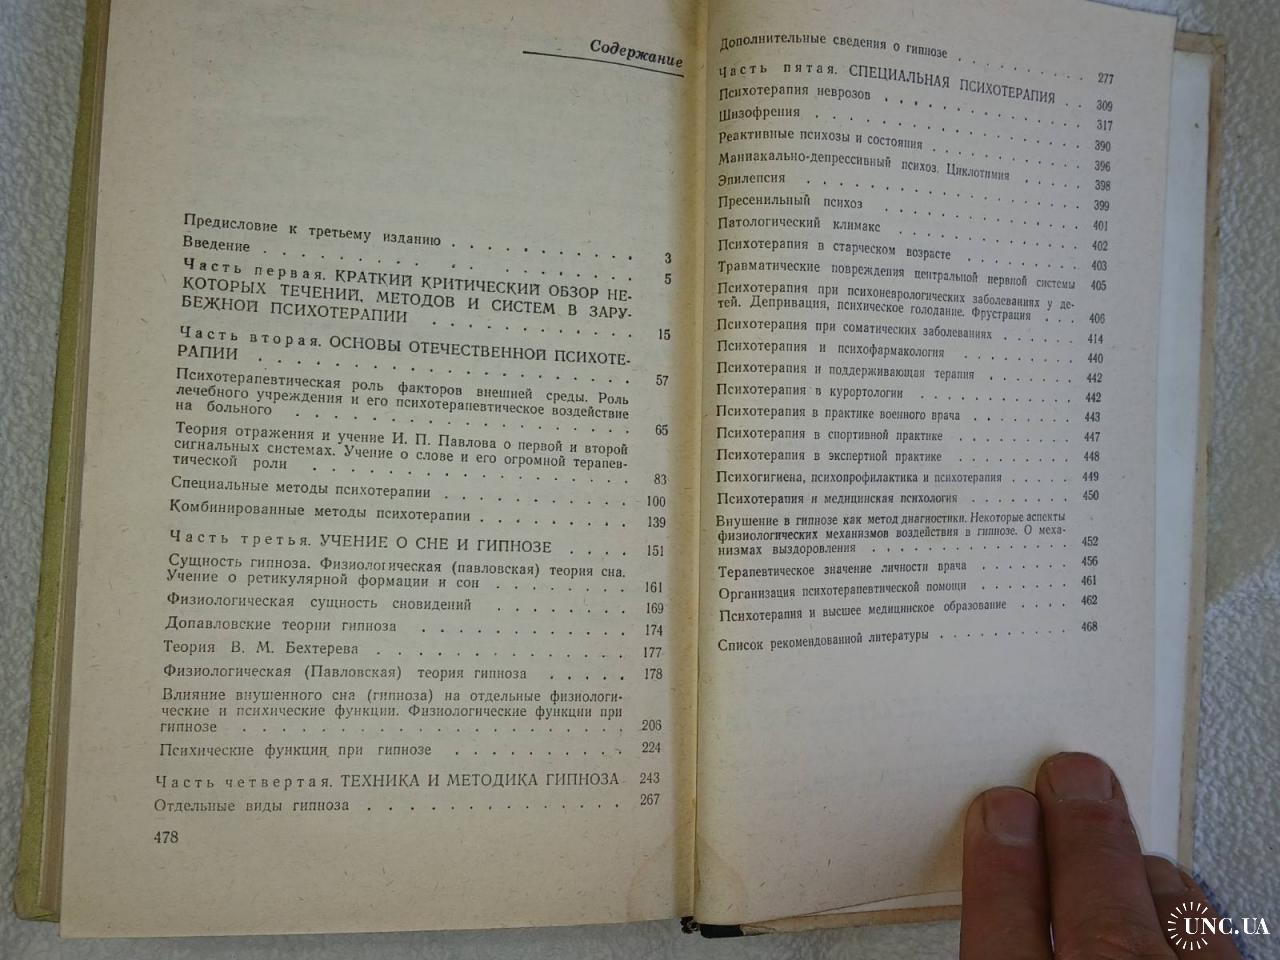 Содержание
Предисловие к третьему изданию . . . . . . . . . . 3
Введение . . . . . . . . . . . . . . 5
Часть первая. КРАТКИЙ КРИТИЧЕСКИЙ ОБЗОР НЕ-
КОТОРЫХ ТЕЧЕНИЙ, МЕТОДОВ И СИСТЕМ В ЗАРУ-
БЕЖНОЙ ПСИХОТЕРАПИИ . . . . . . . . . . . 15
Часть вторая. ОСНОВЫ ОТЕЧЕСТВЕННОЙ ПСИХОТЕ-
РАПИИ . . . . . . . . . . . . . . . . . . . 57
Психотерапевтическая роль факторов внешней среды. Роль
лечебного учреждения и его психотерапевтическое воздействие
на больного . . . . . . . . . . . . . . . . . 65
Теория отражения и учение И. П. Павлова о первой и второй
сигнальных системах. Учение о слове и его огромной терапев-
тической роли . . . . . . . . . . . . . . . 83
Специальные методы психотерапии . . . . . . . . . . 100
Комбинированные методы психотерапии . . . . . . . . 139
Часть третья. УЧЕНИЕ О СНЕ И ГИПНОЗЕ . . . . 151
Сущность гипноза. Физиологическая (павловская) теория сна.
Учение о ретикулярной формации и сон . . . . . . . . 161
Физиологическая сущность сновидений . . . . . . . 169
Допавловские теории гипноза . . . . . . . . . . . 174
Теория В. М. Бехтерева . . . . . . . . . . . . . 177
Физиологическая (Павловская) теория гипноза . . . . . 178
Влияние внушенного сна (гипноза) на отдельные физиологи-
ческие и психические функции. Физиологические функции при
гипнозе . . . . . . . . . . . . . . . . . . . 206
Психические функции при гипнозе . . . . . . . . . 224
Часть четвертая. ТЕХНИКА И МЕТОДИКА ГИПНОЗА 243
Отдельные виды гипноза . . . . . . . . . . . . . 267
478
Дополнительные сведения о гипнозе . . . . . . . . . . 277
Часть пятая. СПЕЦИАЛЬНАЯ ПСИХОТЕРАПИЯ . . 309
Психотерапия неврозов . . . . . . . . . . . . 317
Шизофрения . . . . . . . . . . . . . . . . 390
Реактивные психозы и состояния . . . . . . . . . . 396
Маниакально-депрессивный психоз. Циклотимия . . . . . 398
Эпилепсия . . . . . . . . . . . . . . . . 399
Пресенильный психоз . . . . . . . . . . . . . 401
Патологический климакс . . . . . . . . . . . . 402
Психотерапия в старческом возрасте . . . . . . . . . 403
Травматические повреждения центральной нервной системы 405
Психотерапия при психоневрологических заболеваниях у де-
тей. Депривация, психическое голодание. Фрустрация . . . 406
Психотерапия при соматических заболеваниях . . . . . . 414
Психотерапия и психофармакология . . . . . . . . 440
Психотерапия и поддерживающая терапия . . . . . . . 442
Психотерапия в курортологии . . . . . . . . . . . 442
Психотерапия в практике военного врача . . . . . . . . 443
Психотерапия в спортивной практике . . . . . . . . . 447
Психотерапия в экспертной практике . . . . . . . . . 448
Психогигиена, психопрофилактика и психотерапия . . . . . 449
Психотерапия и медицинская психология . . . . . . . . 450
Внушение в гипнозе как метод диагностики. Некоторые аспекты
физиологических механизмов воздействия в гипнозе. О меха-
низмах выздоровления . . . . . . . . . . . . . . 452
Терапевтическое значение личности врача . . . . . . . 456
Организация психотерапевтической помощи . . . . . . . 461
Психотерапия и высшее медицинское образование . . . . 462
Список рекомендованной литературы . . . . . . . . . . 468
UNC.UA